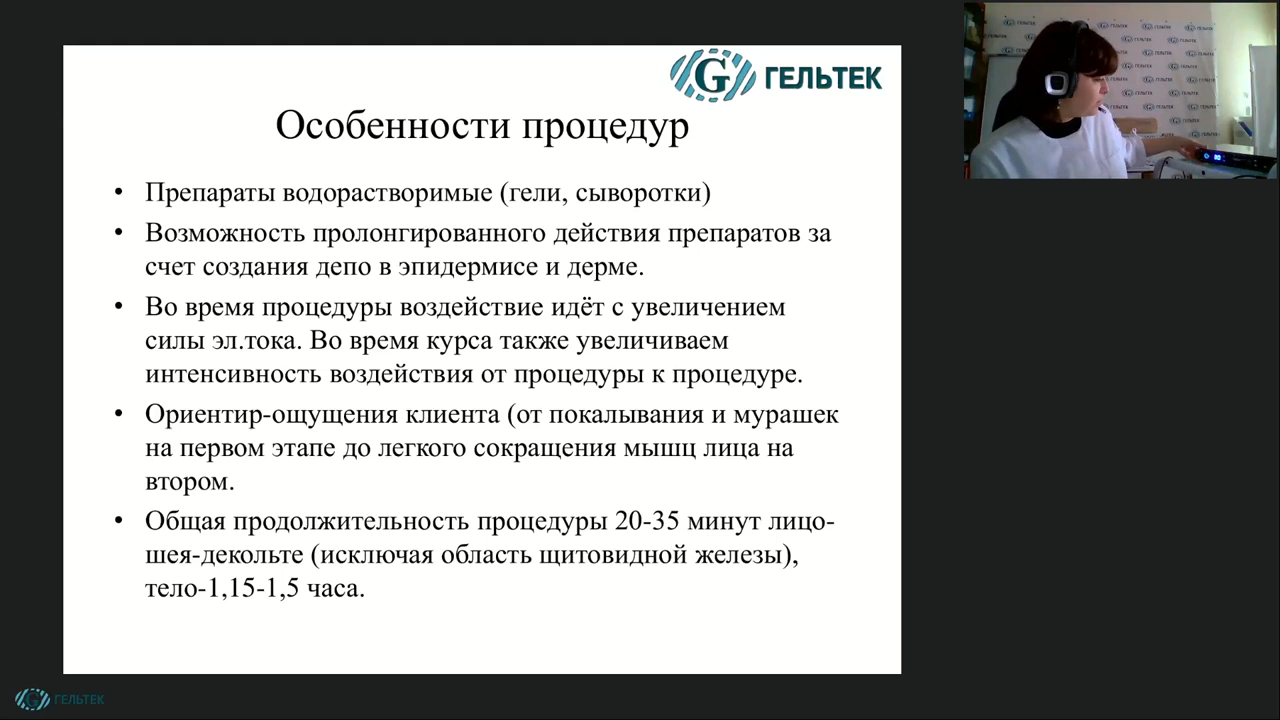 ГЕЛЬТЕК
Особенности процедур
• Препараты водорастворимые (гели, сыворотки)
• Возможность пролонгированного действия препаратов за
счет создания депо в эпидермисе и дерме.
• Во время процедуры воздействие идёт с увеличением
силы эл.тока. Во время курса также увеличиваем
интенсивность воздействия от процедуры к процедуре.
• Ориентир-ощущения клиента (от покалывания и мурашек
на первом этапе до легкого сокращения мышц лица на
втором.
• Общая продолжительность процедуры 20-35 минут лицо-
шея-декольте (исключая область щитовидной железы),
тело-1,15-1,5 часа.
ГЕЛЬТЕК